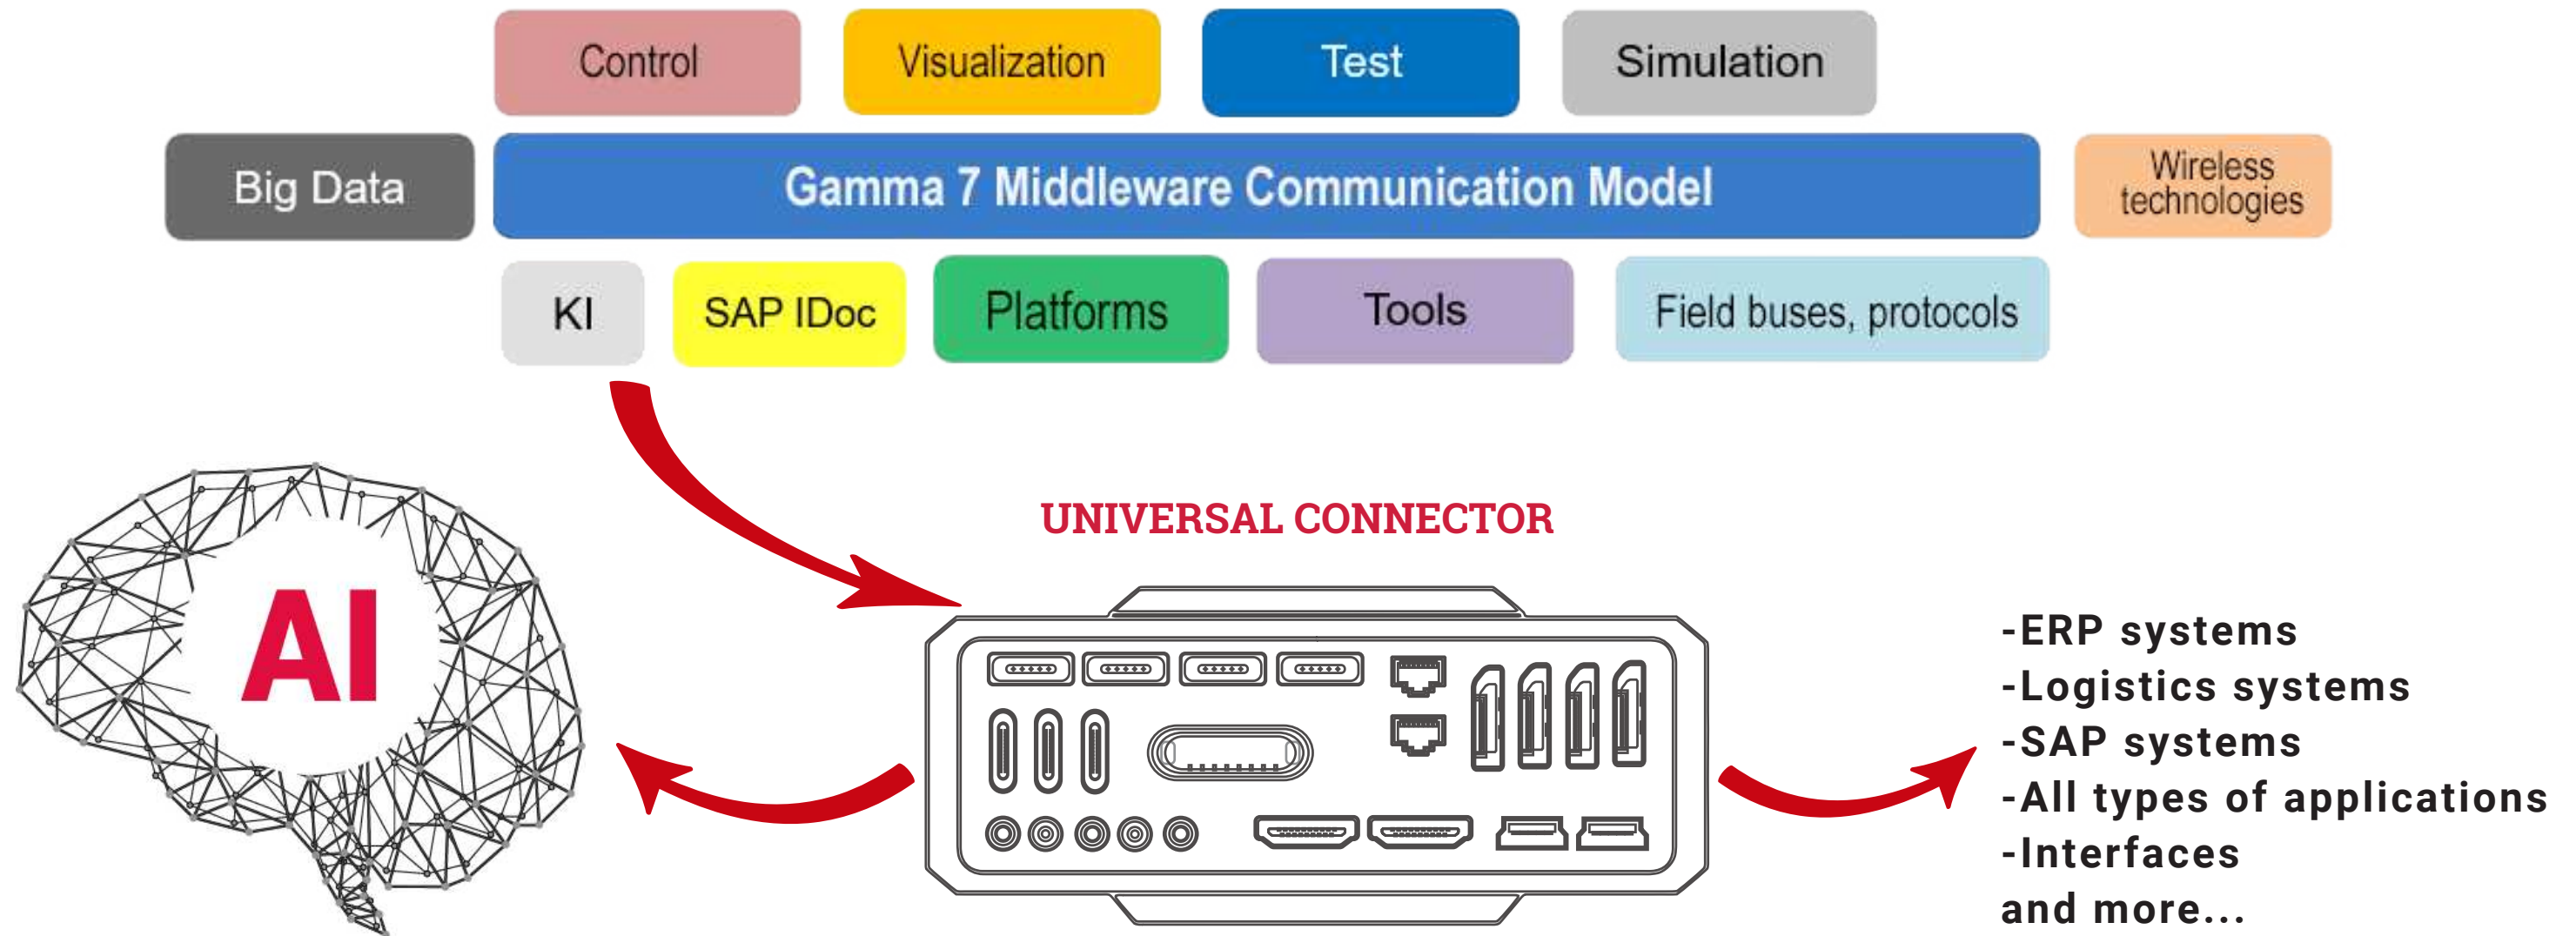 Control
Visualization
Test
Simulation
Big Data
Gamma 7 Middleware Communication Model
Wireless
technologies
KI
SAP IDoc
Platforms
Tools
Field buses, protocols
UNIVERSAL CONNECTOR
AI
-ERP systems
-Logistics systems
-SAP systems
-All types of applications
-Interfaces
and more...